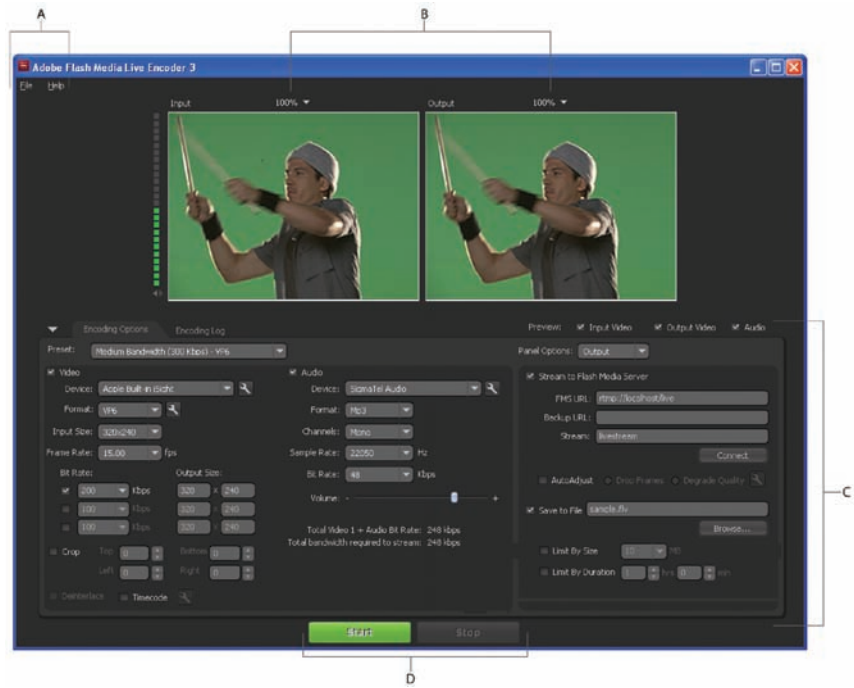 A
B
Adobe Flash Media Live Encoder 3
File Help
Input 100% Output 100%
Encoding Options Encoding Log
Preview: Input Video Output Video Audio
Preset: Medium Bandwidth (300 Kbps) - VP6
Panel Options: Output
Video
Device: Apple Built-in iSight
Format: VP6
Input Size: 320x240
Frame Rate: 15.00 fps
Bit Rate: Output Size:
200 Kbps 320 x 240
100 Kbps 320 x 240
100 Kbps 320 x 240
Crop Top 0 Bottom 0
Left 0 Right 0
Deinterlace Timecode
Audio
Device: SigmaTel Audio
Format: Mp3
Channels: Mono
Sample Rate: 22050 Hz
Bit Rate: 48 Kbps
Volume: - +
Total Video 1 + Audio Bit Rate: 248 kbps
Total bandwidth required to stream: 248 kbps
Stream to Flash Media Server
FMS URL: rtmp://localhost/live
Backup URL:
Stream: livestream
Connect
AutoAdjust Drop Frames Degrade Quality
Save to File sample.flv
Browse...
Limit By Size 10 MB
Limit By Duration 1 hrs 0 min
C
Start Stop
D